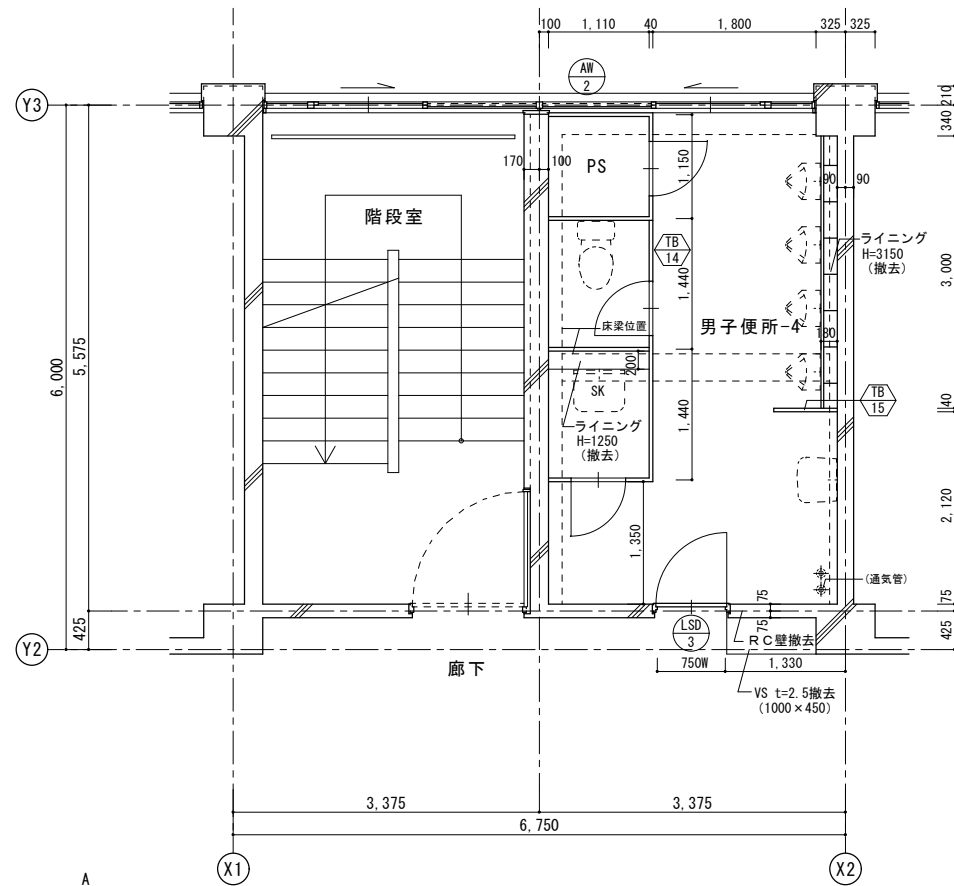 100 1,110 40 1,800 325 325
AW
2
Y3
210
340
170 100
PS
1,150
90 90
階段室
TB
14
ライニング
H=3150
(撤去)
3,000
1,440
床梁位置
男子便所-4
180
6,000
5,575
200
SK
TB
15
40
ライニング
H=1250
(撤去)
1,440
2,120
1,350
(通気管)
75
75
75
425
425
Y2
LSD
3
RC壁撤去
廊下
750W
1,330
VS t=2.5撤去
(1000×450)
3,375 3,375
6,750
X1
X2
A